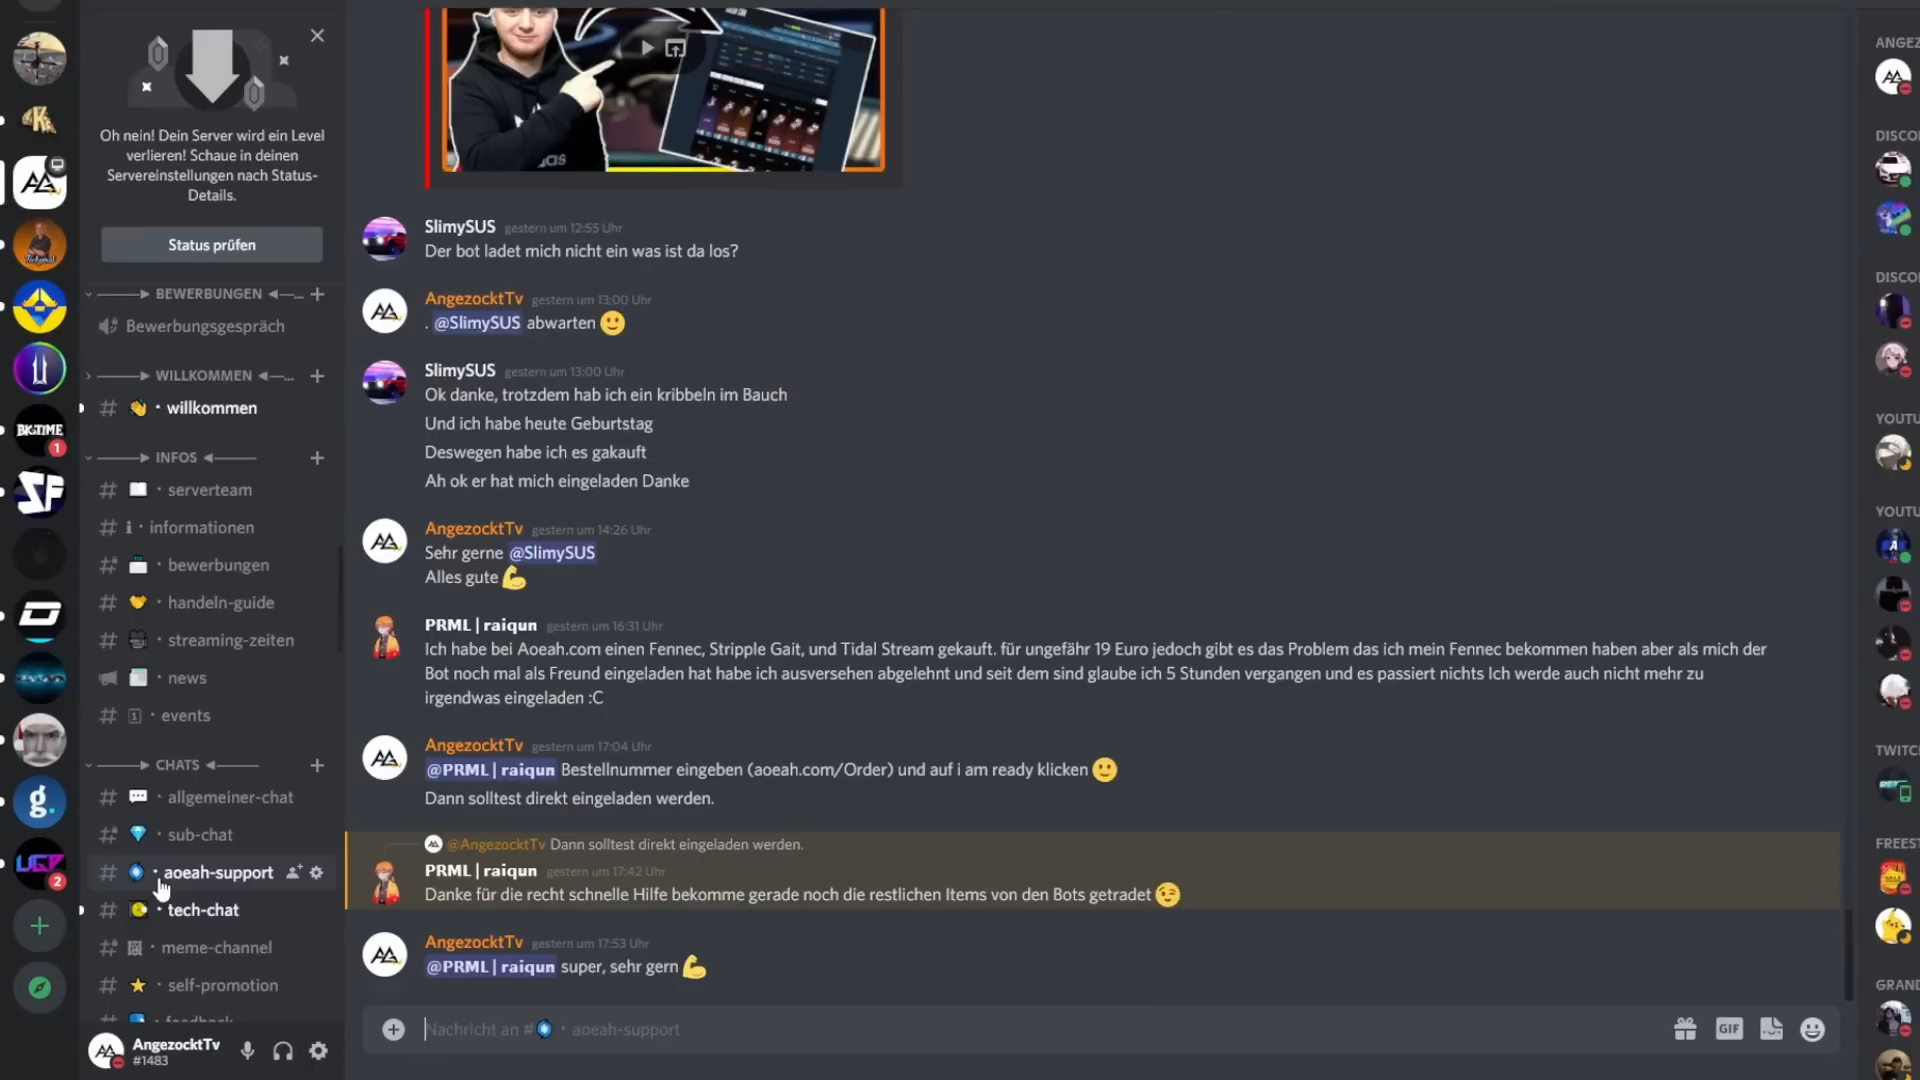 Oh nein! Dein Server wird ein Level
verlieren! Schaue in deinen
Servereinstellungen nach Status-
Details.
Status prüfen
BEWERBUNGEN
Bewerbungsgespräch
WILLKOMMEN
willkommen
INFOS
serverteam
informationen
bewerbungen
handeln-guide
streaming-zeiten
news
events
CHATS
allgemeiner-chat
sub-chat
aoeah-support
tech-chat
meme-channel
self-promotion
feedback
AngezocktTv
#1483
BIGTIME
1
SF
g.
UGP
2
SlimySUS gestern um 12:55 Uhr
Der bot ladet mich nicht ein was ist da los?
AngezocktTv gestern um 13:00 Uhr
. @SlimySUS abwarten 🙂
SlimySUS gestern um 13:00 Uhr
Ok danke, trotzdem hab ich ein kribbeln im Bauch
Und ich habe heute Geburtstag
Deswegen habe ich es gakauft
Ah ok er hat mich eingeladen Danke
AngezocktTv gestern um 14:26 Uhr
Sehr gerne @SlimySUS
Alles gute 💪
PRML | raiqun gestern um 16:31 Uhr
Ich habe bei Aoeah.com einen Fennec, Stripple Gait, und Tidal Stream gekauft. für ungefähr 19 Euro jedoch gibt es das Problem das ich mein Fennec bekommen haben aber als mich der
Bot noch mal als Freund eingeladen hat habe ich ausversehen abgelehnt und seit dem sind glaube ich 5 Stunden vergangen und es passiert nichts Ich werde auch nicht mehr zu
irgendwas eingeladen :C
AngezocktTv gestern um 17:04 Uhr
@PRML | raiqun Bestellnummer eingeben (aoeah.com/Order) und auf i am ready klicken 🙂
Dann solltest direkt eingeladen werden.
@AngezocktTv Dann solltest direkt eingeladen werden.
PRML | raiqun gestern um 17:42 Uhr
Danke für die recht schnelle Hilfe bekomme gerade noch die restlichen Items von den Bots getradet 😉
AngezocktTv gestern um 17:53 Uhr
@PRML | raiqun super, sehr gern 💪
Nachricht an # · aoeah-support
GIF
ANGEZ
DISCO
DISCO
YOUTU
YOUTU
TWITC
FREEST
GRAND